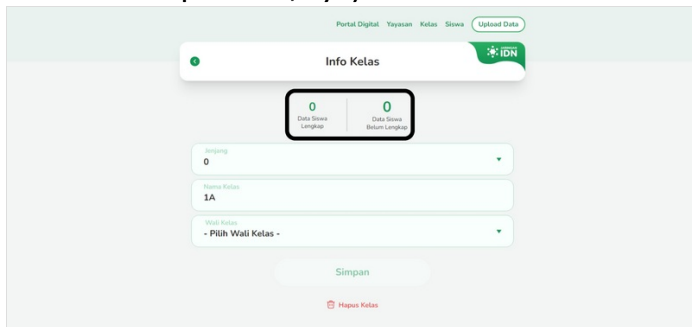 Portal Digital Yayasan Kelas Siswa Upload Data
Info Kelas
IDN
0
Data Siswa
Lengkap
0
Data Siswa
Belum Lengkap
Jenjang
0
Nama Kelas
1A
Wali Kelas
- Pilih Wali Kelas -
Simpan
Hapus Kelas